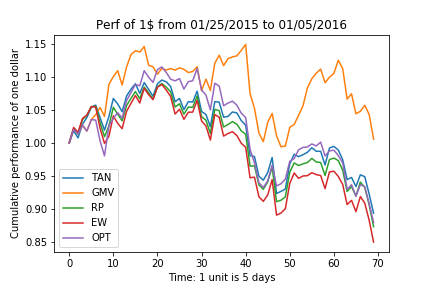 Perf of 1$ from 01/25/2015 to 01/05/2016
Cumulative perfomance of one dollar
1.15
1.10
1.05
1.00
0.95
0.90
0.85
TAN
GMV
RP
EW
OPT
0 10 20 30 40 50 60 70
Time: 1 unit is 5 days